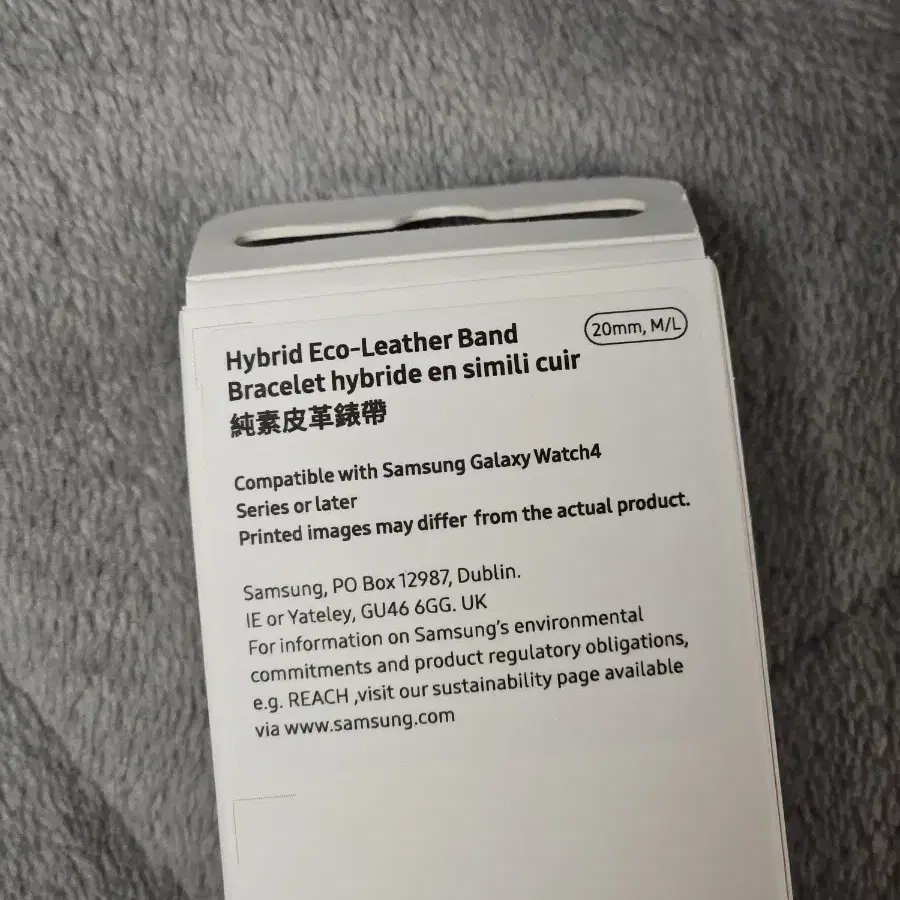 20mm, M/L
Hybrid Eco-Leather Band
Bracelet hybride en simili cuir
純素皮革錶帶
Compatible with Samsung Galaxy Watch4
Series or later
Printed images may differ from the actual product.
Samsung, PO Box 12987, Dublin.
IE or Yateley, GU46 6GG. UK
For information on Samsung's environmental
commitments and product regulatory obligations,
e.g. REACH ,visit our sustainability page available
via www.samsung.com